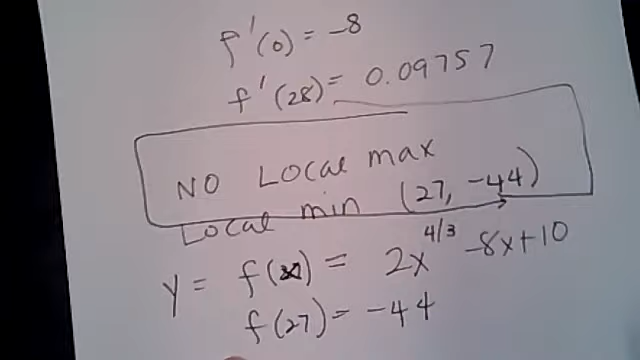 f'(0) = -8
f'(28) = 0.09757
NO Local max
Local min (27, -44)
y = f(x) = 2x^4/3 -8x+10
f(27) = -44